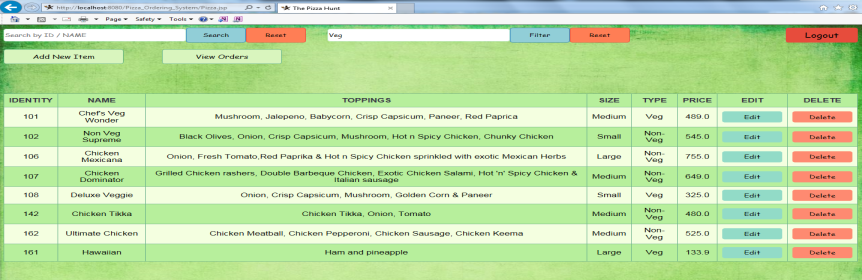 http://localhost:8080/Pizza_Ordering_System/Pizza.jsp
The Pizza Hunt
Page Safety Tools
Search by ID / NAME Search Reset Veg Filter Reset Logout
Add New Item View Orders
IDENTITY NAME TOPPINGS SIZE TYPE PRICE EDIT DELETE
101 Chef's Veg Wonder Mushroom, Jalepeno, Babycorn, Crisp Capsicum, Paneer, Red Paprica Medium Veg 489.0 Edit Delete
102 Non Veg Supreme Black Olives, Onion, Crisp Capsicum, Mushroom, Hot n Spicy Chicken, Chunky Chicken Small Non-Veg 545.0 Edit Delete
106 Chicken Mexicana Onion, Fresh Tomato,Red Paprika & Hot n Spicy Chicken sprinkled with exotic Mexican Herbs Large Non-Veg 755.0 Edit Delete
107 Chicken Dominator Grilled Chicken rashers, Double Barbeque Chicken, Exotic Chicken Salami, Hot 'n' Spicy Chicken & Italian sausage Medium Non-Veg 649.0 Edit Delete
108 Deluxe Veggie Onion, Crisp Capsicum, Mushroom, Golden Corn & Paneer Small Veg 325.0 Edit Delete
142 Chicken Tikka Chicken Tikka, Onion, Tomato Medium Non-Veg 480.0 Edit Delete
162 Ultimate Chicken Chicken Meatball, Chicken Pepperoni, Chicken Sausage, Chicken Keema Medium Non-Veg 525.0 Edit Delete
161 Hawaiian Ham and pineapple Large Veg 133.9 Edit Delete